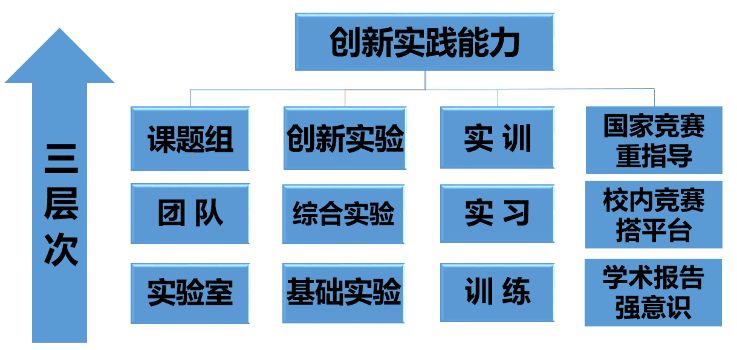 创新实践能力
三层次
课题组
创新实验
实 训
国家竞赛
重指导
团 队
综合实验
实 习
校内竞赛
搭平台
实验室
基础实验
训 练
学术报告
强意识